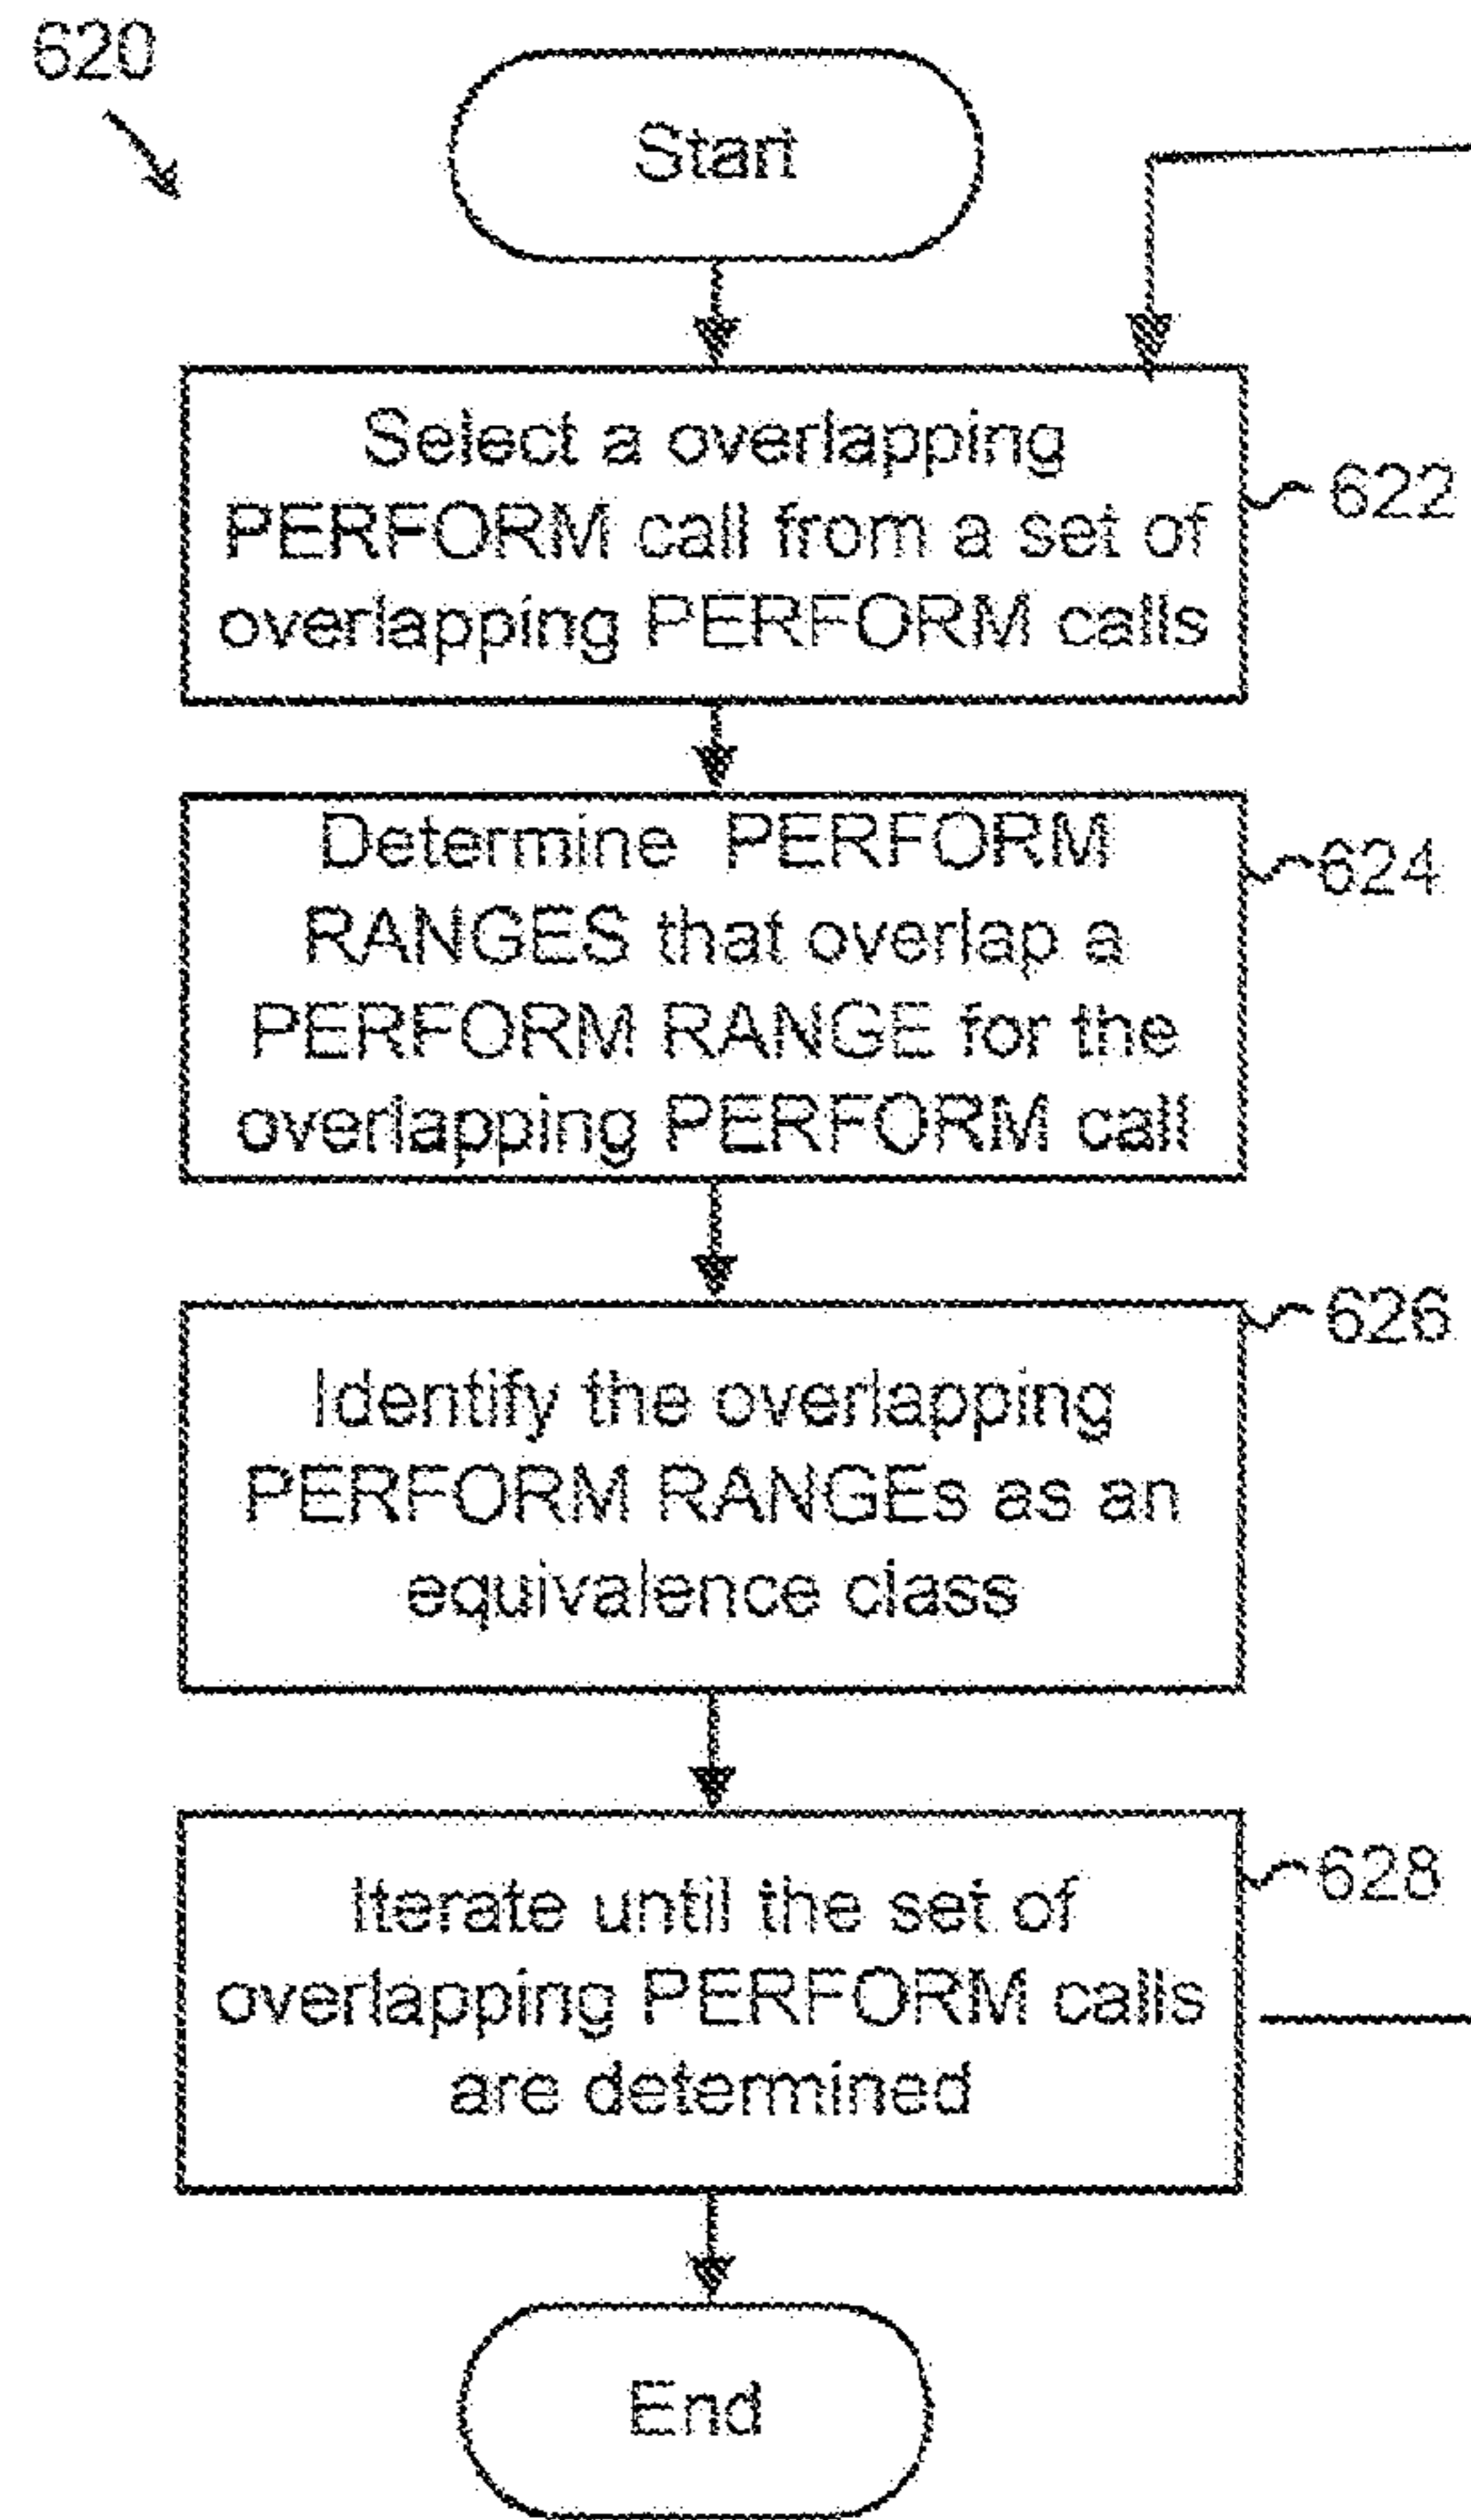 620
Start
Select a overlapping
PERFORM call from a set of
overlapping PERFORM calls
622
Determine PERFORM
RANGES that overlap a
PERFORM RANGE for the
overlapping PERFORM call
624
Identify the overlapping
PERFORM RANGEs as an
equivalence class
626
Iterate until the set of
overlapping PERFORM calls
are determined
628
End